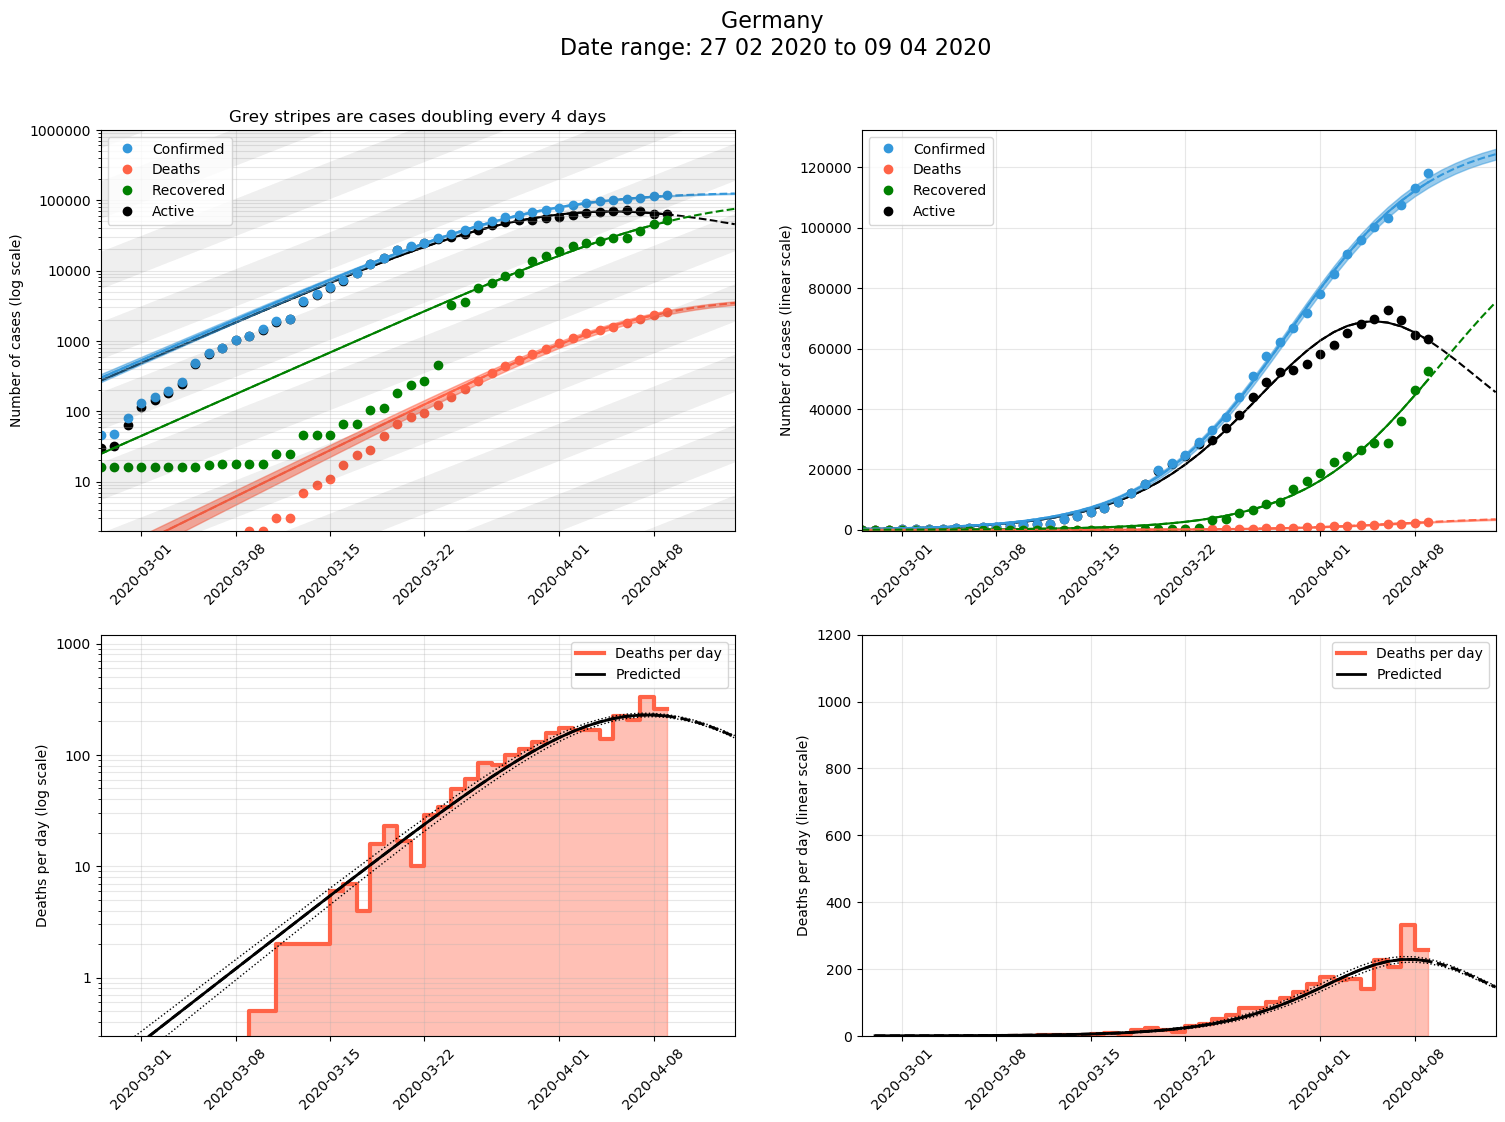 Germany
Date range: 27 02 2020 to 09 04 2020
Grey stripes are cases doubling every 4 days
Number of cases (log scale)
1000000
100000
10000
1000
100
10
Confirmed
Deaths
Recovered
Active
2020-03-01
2020-03-08
2020-03-15
2020-03-22
2020-04-01
2020-04-08
Number of cases (linear scale)
120000
100000
80000
60000
40000
20000
0
Confirmed
Deaths
Recovered
Active
2020-03-01
2020-03-08
2020-03-15
2020-03-22
2020-04-01
2020-04-08
Deaths per day (log scale)
1000
100
10
1
Deaths per day
Predicted
2020-03-01
2020-03-08
2020-03-15
2020-03-22
2020-04-01
2020-04-08
Deaths per day (linear scale)
1200
1000
800
600
400
200
0
Deaths per day
Predicted
2020-03-01
2020-03-08
2020-03-15
2020-03-22
2020-04-01
2020-04-08